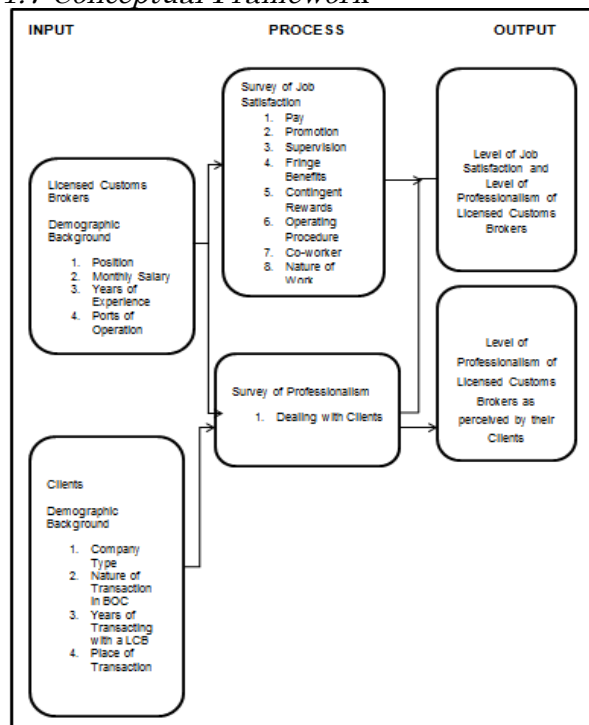 1.7 Conceptual Framework
INPUT
PROCESS
OUTPUT
Licensed Customs
Brokers
Demographic
Background
1. Position
2. Monthly Salary
3. Years of
Experience
4. Ports of
Operation
Clients
Demographic
Background
1. Company
Type
2. Nature of
Transaction
in BOC
3. Years of
Transacting
with a LCB
4. Place of
Transaction
Survey of Job
Satisfaction
1. Pay
2. Promotion
3. Supervision
4. Fringe
Benefits
5. Contingent
Rewards
6. Operating
Procedure
7. Co-worker
8. Nature of
Work
Survey of Professionalism
1. Dealing with Clients
Level of Job
Satisfaction and
Level of
Professionalism of
Licensed Customs
Brokers
Level of
Professionalism of
Licensed Customs
Brokers as
perceived by their
Clients